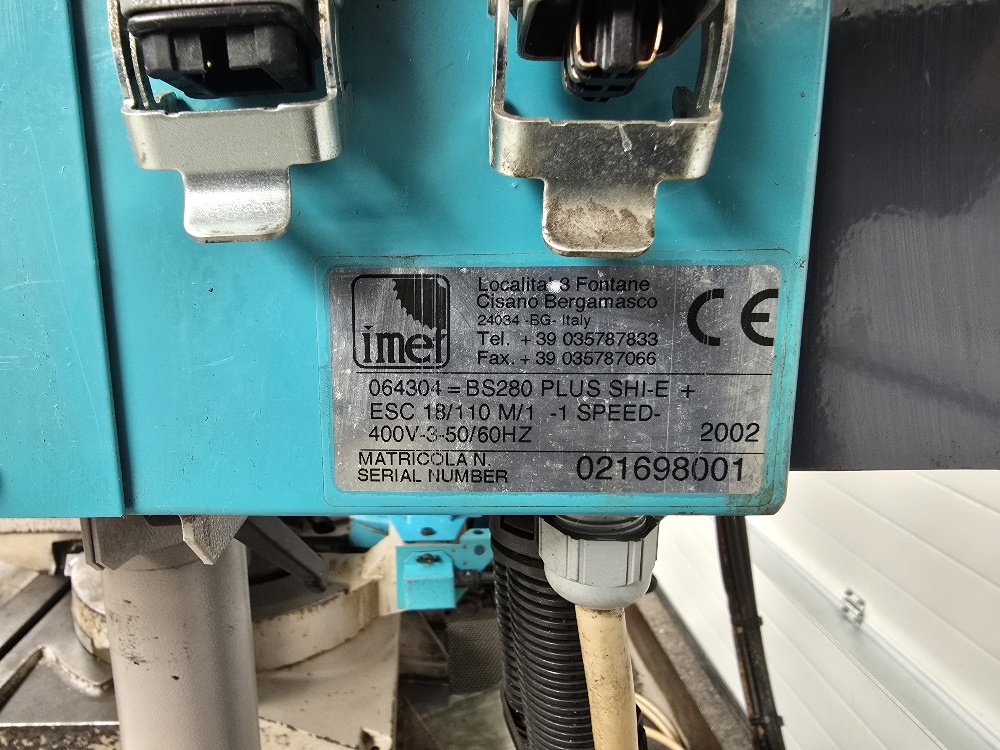 imet
Localita' 3 Fontane
Cisano Bergamasco
24034 -BG- Italy
Tel. +39 035787833
Fax. +39 035787066
CE
064304 = BS280 PLUS SHI-E +
ESC 18/110 M/1 -1 SPEED-
400V-3-50/60HZ 2002
MATRICOLA N.
SERIAL NUMBER 021698001